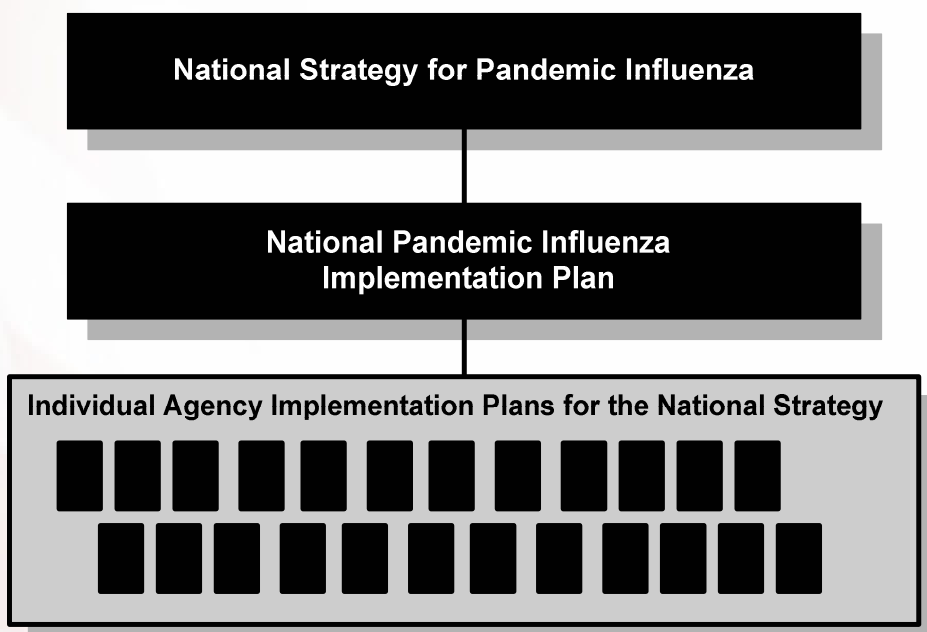 National Strategy for Pandemic Influenza
National Pandemic Influenza
Implementation Plan
Individual Agency Implementation Plans for the National Strategy